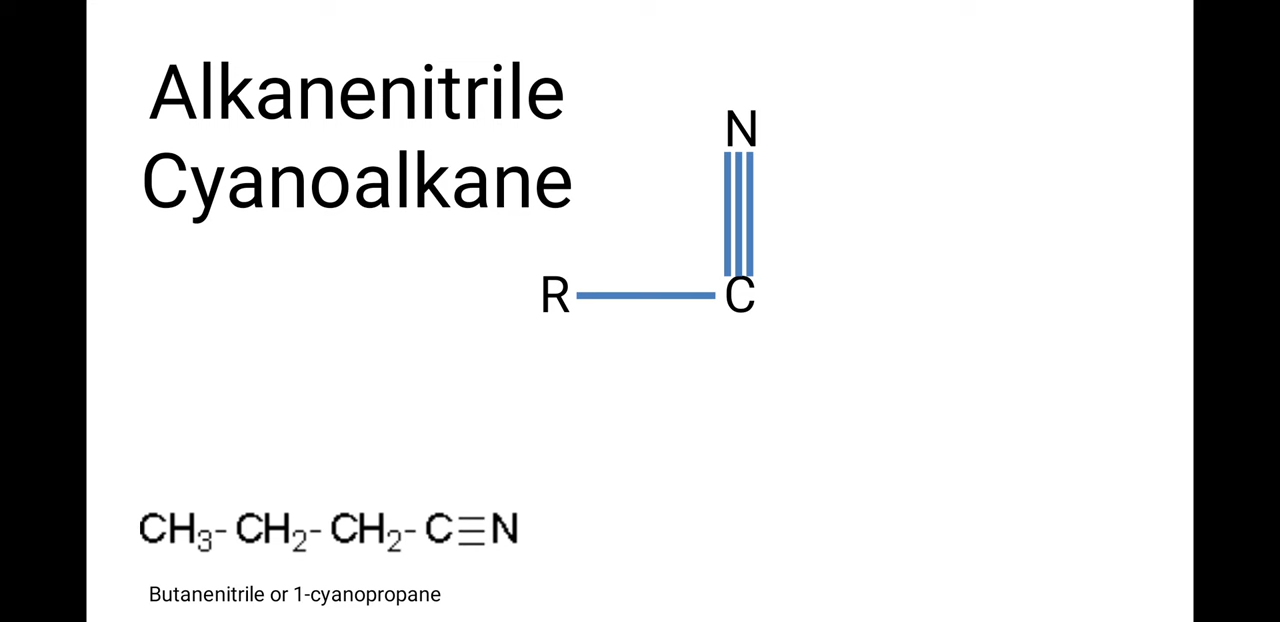 Alkanenitrile
Cyanoalkane
N
R C
CH3- CH2- CH2- C≡N
Butanenitrile or 1-cyanopropane